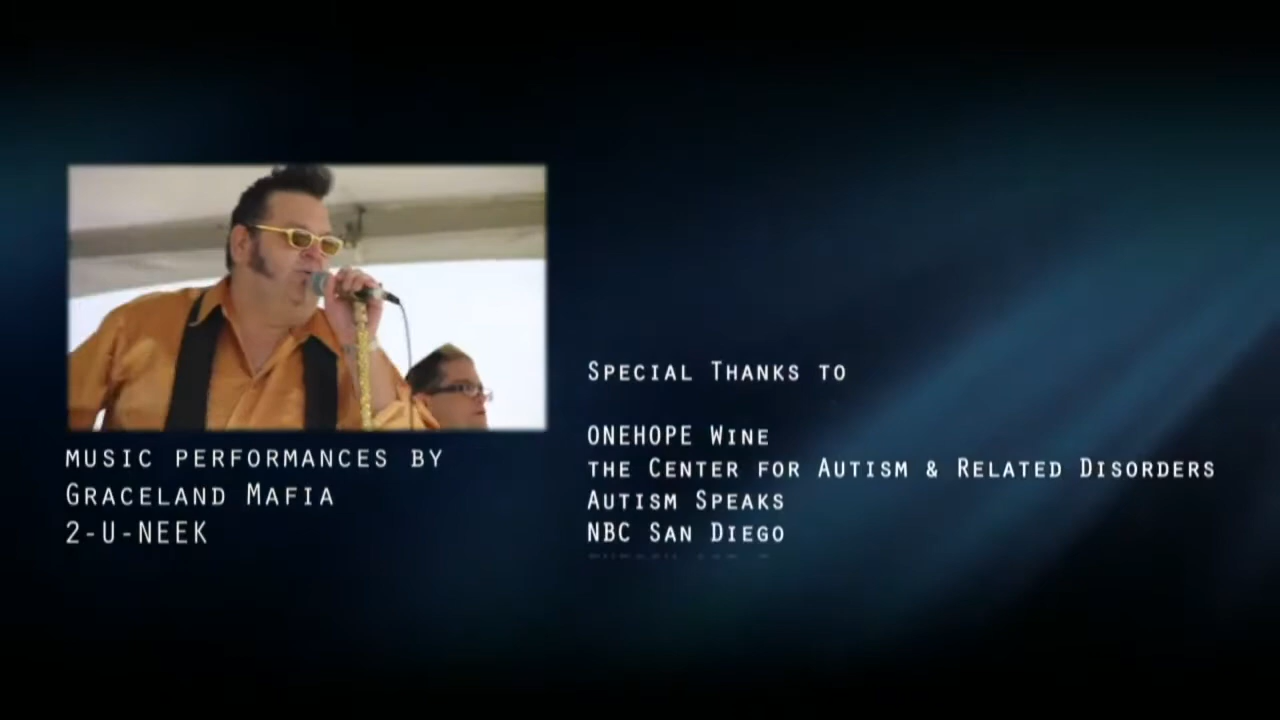 MUSIC PERFORMANCES BY
GRACELAND MAFIA
2-U-NEEK
SPECIAL THANKS TO
ONEHOPE WINE
THE CENTER FOR AUTISM & RELATED DISORDERS
AUTISM SPEAKS
NBC SAN DIEGO